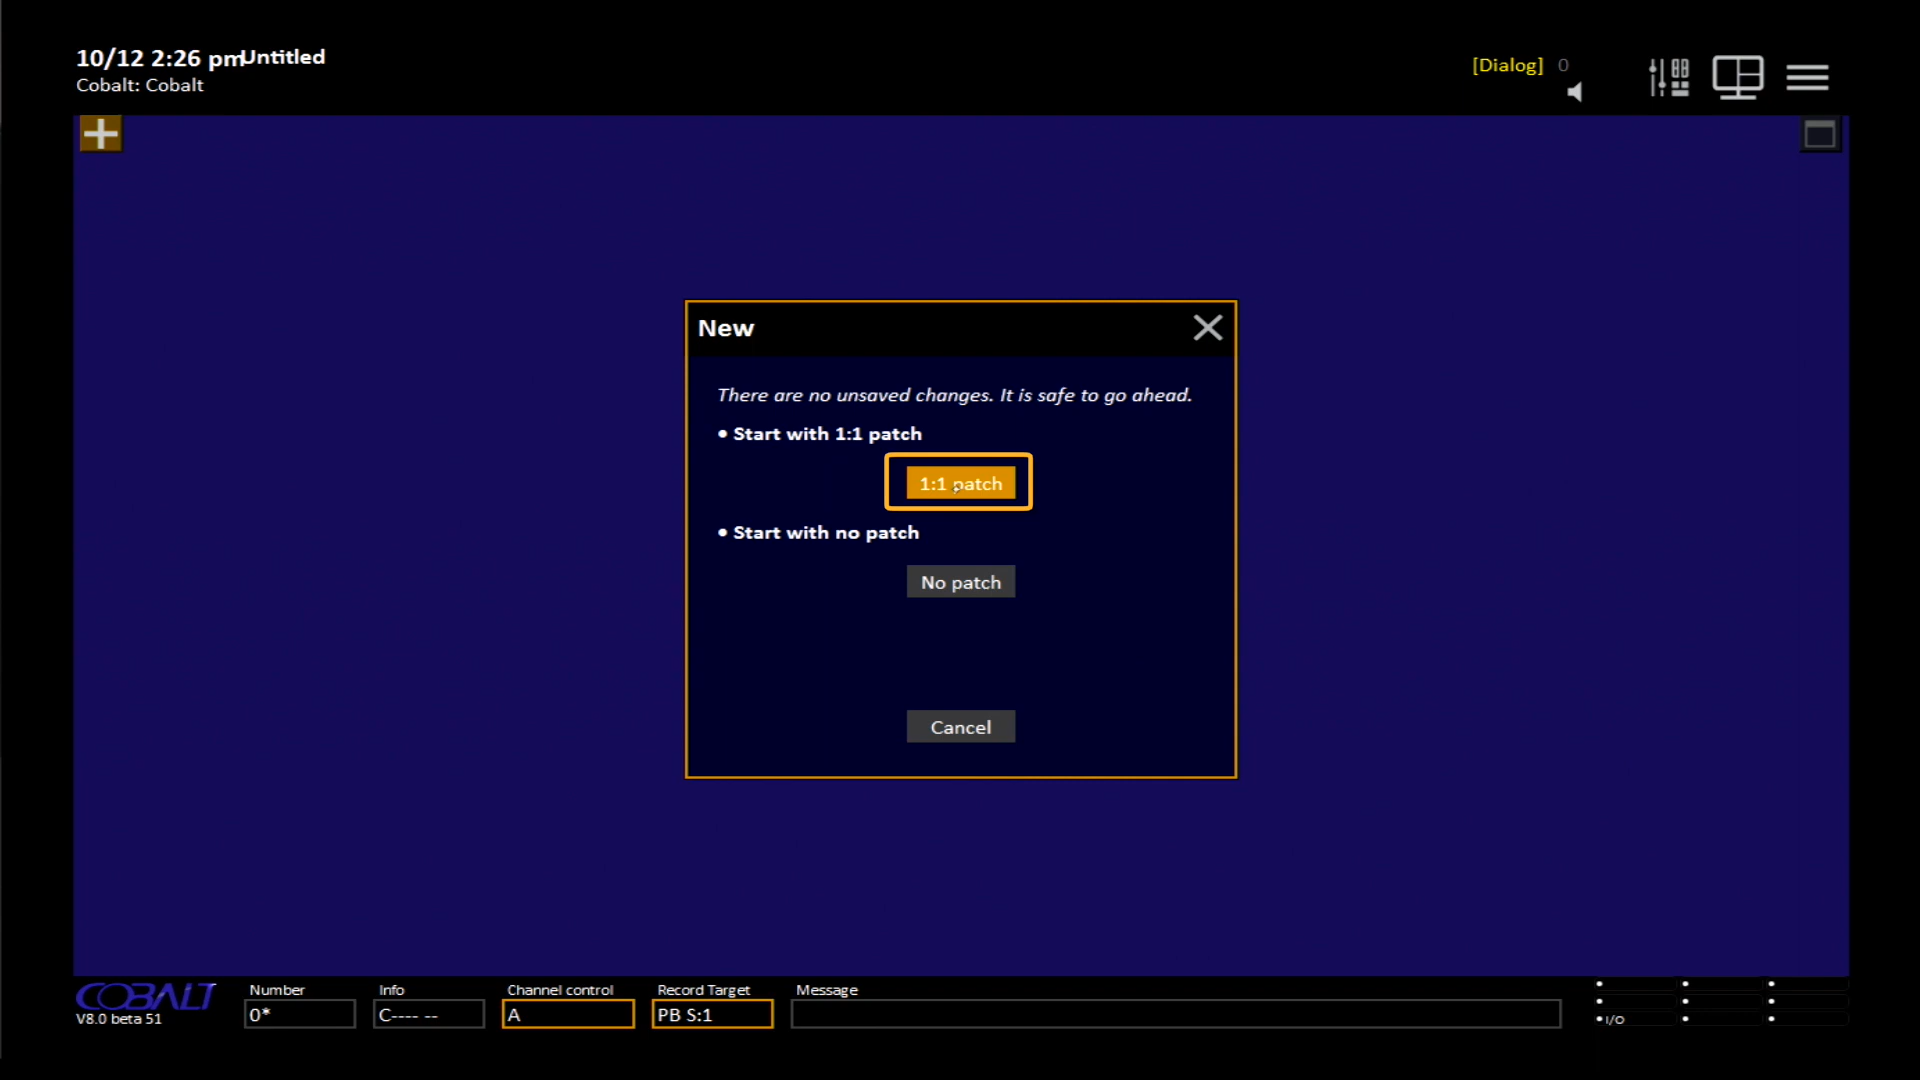 10/12 2:26 pm Untitled
Cobalt: Cobalt
[Dialog] 0
New
There are no unsaved changes. It is safe to go ahead.
• Start with 1:1 patch
1:1 patch
• Start with no patch
No patch
Cancel
COBALT
V8.0 beta 51
Number
0*
Info
C---- --
Channel control
A
Record Target
PB S:1
Message
I/O